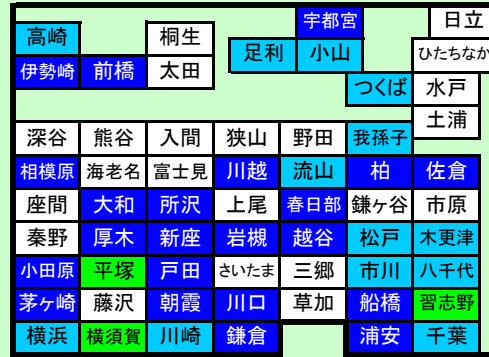 宇都宮 日立
高崎 桐生 足利 小山 ひたちなか
伊勢崎 前橋 太田 つくば 水戸
土浦
深谷 熊谷 入間 狭山 野田 我孫子
相模原 海老名 富士見 川越 流山 柏 佐倉
座間 大和 所沢 上尾 春日部 鎌ヶ谷 市原
秦野 厚木 新座 岩槻 越谷 松戸 木更津
小田原 平塚 戸田 さいたま 三郷 市川 八千代
茅ヶ崎 藤沢 朝霞 川口 草加 船橋 習志野
横浜 横須賀 川崎 鎌倉 浦安 千葉